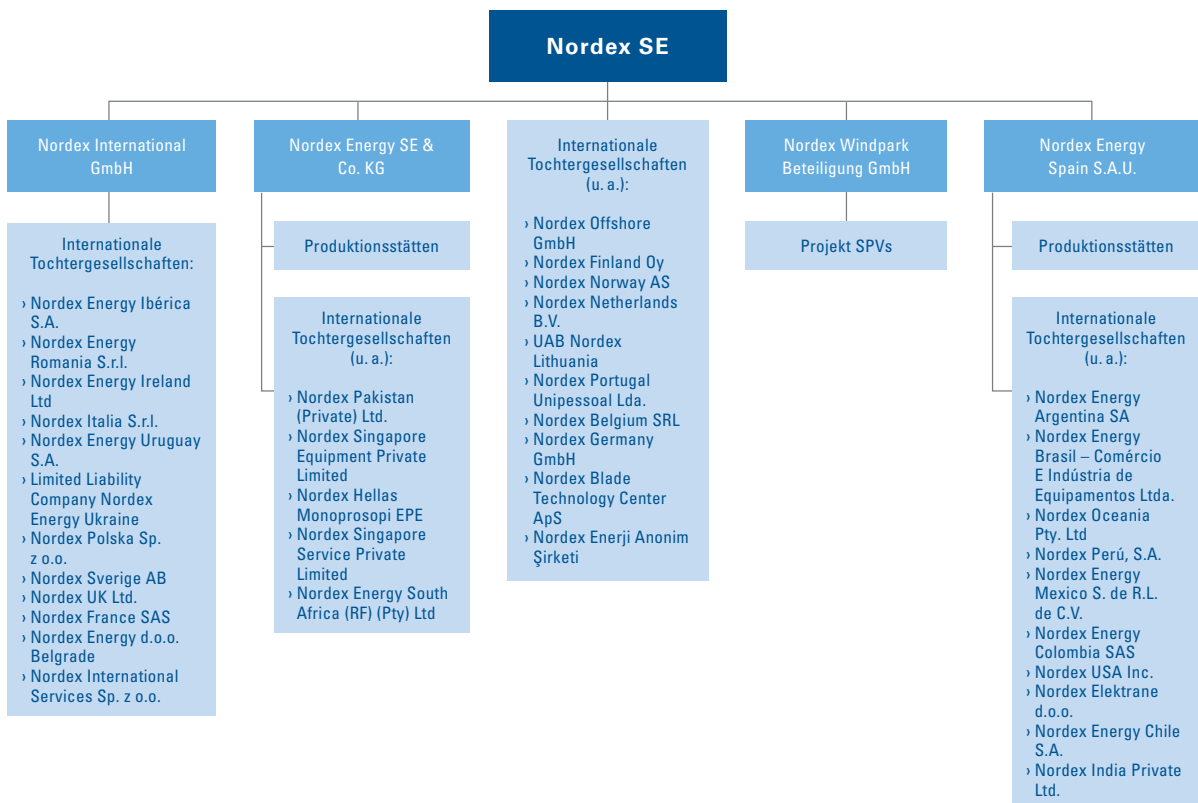 Nordex SE
Nordex International
GmbH
Internationale
Tochtergesellschaften:
› Nordex Energy Ibérica
S.A.
› Nordex Energy
Romania S.r.l.
› Nordex Energy Ireland
Ltd
› Nordex Italia S.r.l.
› Nordex Energy Uruguay
S.A.
› Limited Liability
Company Nordex
Energy Ukraine
› Nordex Polska Sp.
z o.o.
› Nordex Sverige AB
› Nordex UK Ltd.
› Nordex France SAS
› Nordex Energy d.o.o.
Belgrade
› Nordex International
Services Sp. z o.o.
Nordex Energy SE &
Co. KG
Produktionsstätten
Internationale
Tochtergesellschaften
(u. a.):
› Nordex Pakistan
(Private) Ltd.
› Nordex Singapore
Equipment Private
Limited
› Nordex Hellas
Monoprosopi EPE
› Nordex Singapore
Service Private
Limited
› Nordex Energy South
Africa (RF) (Pty) Ltd
Internationale
Tochtergesellschaften
(u. a.):
› Nordex Offshore
GmbH
› Nordex Finland Oy
› Nordex Norway AS
› Nordex Netherlands
B.V.
› UAB Nordex
Lithuania
› Nordex Portugal
Unipessoal Lda.
› Nordex Belgium SRL
› Nordex Germany
GmbH
› Nordex Blade
Technology Center
ApS
› Nordex Enerji Anonim
Şirketi
Nordex Windpark
Beteiligung GmbH
Projekt SPVs
Nordex Energy
Spain S.A.U.
Produktionsstätten
Internationale
Tochtergesellschaften
(u. a.):
› Nordex Energy
Argentina SA
› Nordex Energy
Brasil – Comércio
E Indústria de
Equipamentos Ltda.
› Nordex Oceania
Pty. Ltd
› Nordex Perú, S.A.
› Nordex Energy
Mexico S. de R.L.
de C.V.
› Nordex Energy
Colombia SAS
› Nordex USA Inc.
› Nordex Elektrane
d.o.o.
› Nordex Energy Chile
S.A.
› Nordex India Private
Ltd.